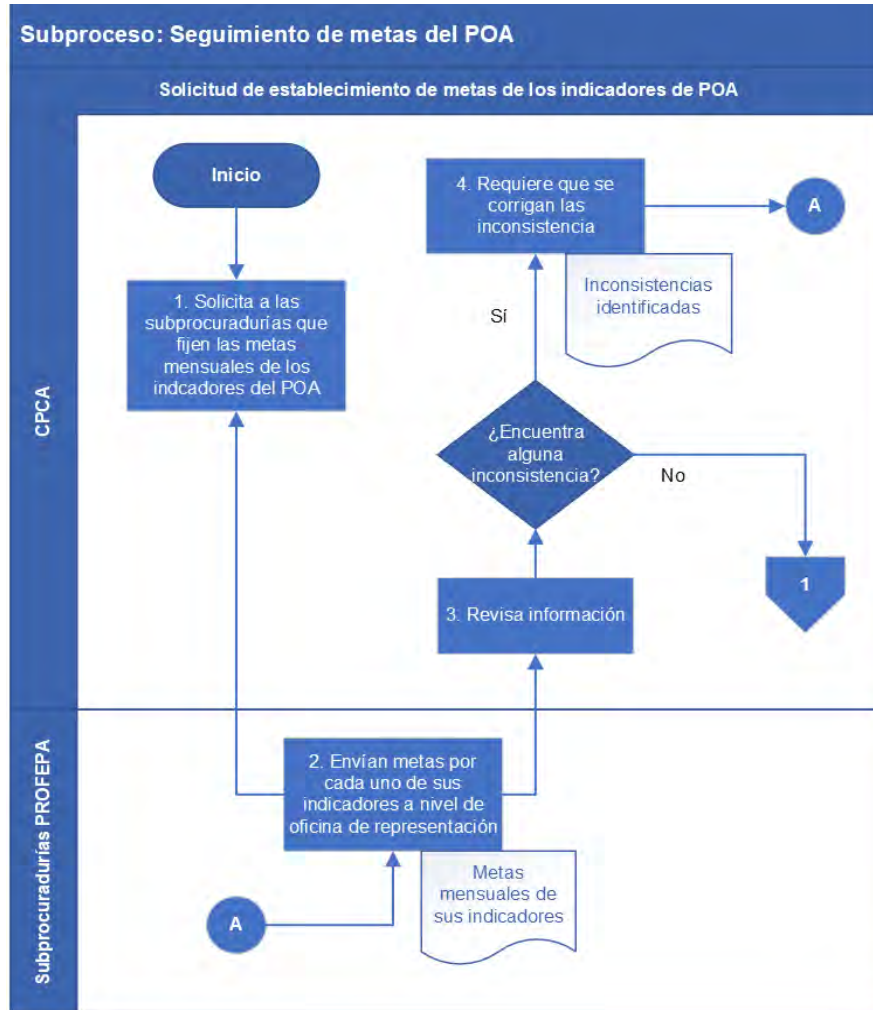 Subproceso: Seguimiento de metas del POA
Solicitud de establecimiento de metas de los indicadores de POA
CPCA
Inicio
1. Solicita a las
subprocuradurías que
fijen las metas
mensuales de los
indcadores del POA
4. Requiere que se
corrigan las
inconsistencia
A
Inconsistencias
identificadas
Sí
¿Encuentra
alguna
inconsistencia?
No
1
3. Revisa información
Subprocuradurías PROFEPA
2. Envían metas por
cada uno de sus
indicadores a nivel de
oficina de representación
Metas
mensuales de
sus indicadores
A